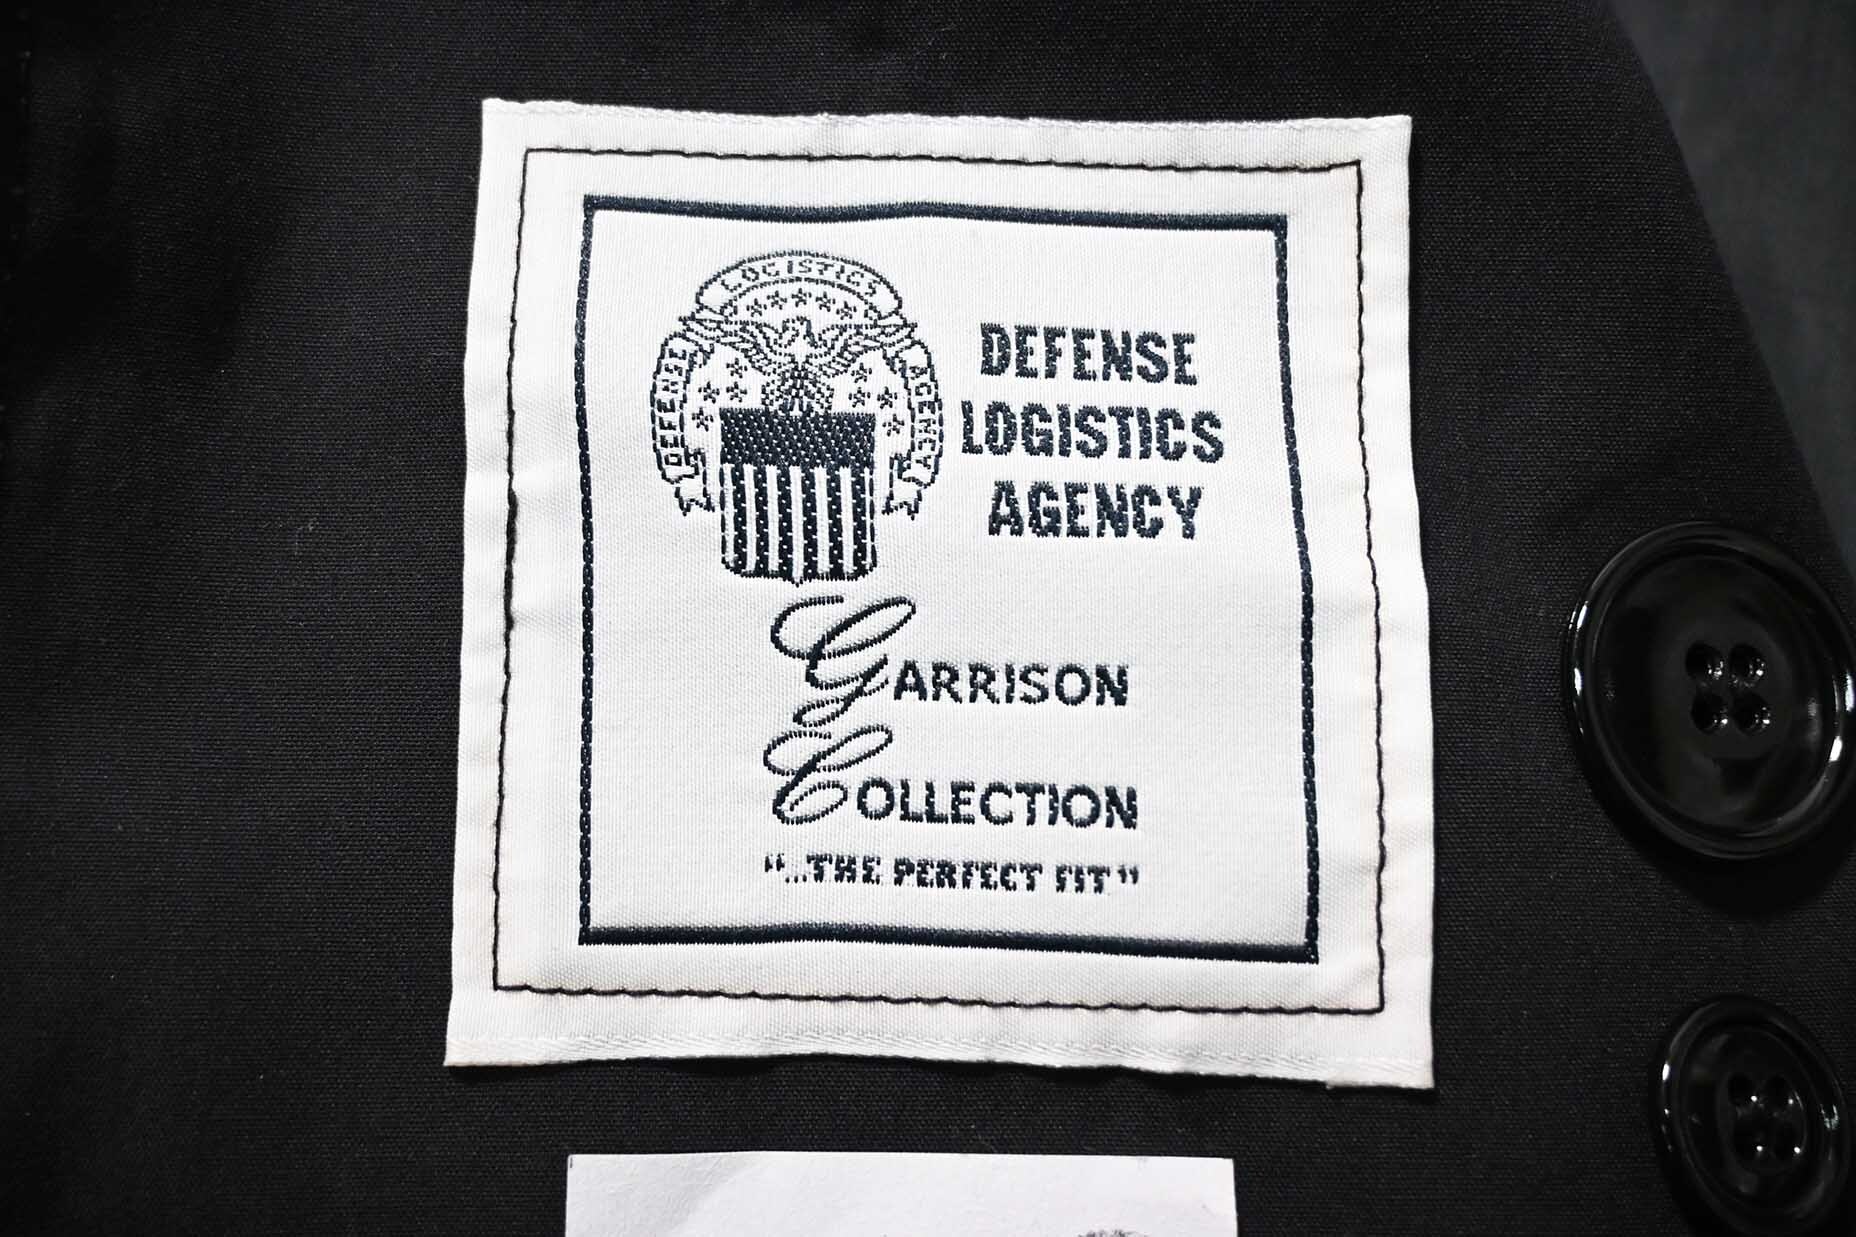 LOGISTICS
DEFENSE
AGENCY
DEFENSE
LOGISTICS
AGENCY
GARRISON
COLLECTION
"...THE PERFECT FIT"